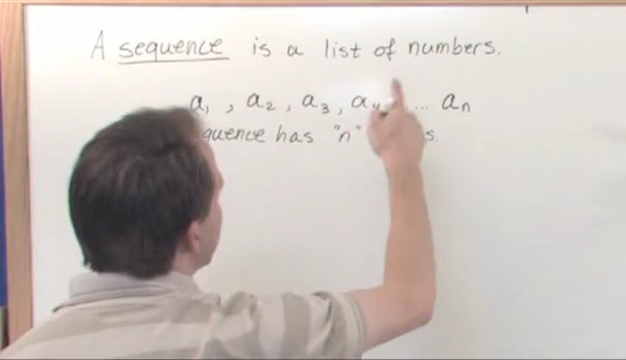 A sequence is a list of numbers.
a₁, a₂, a₃, a₄ ... aₙ
has "n"